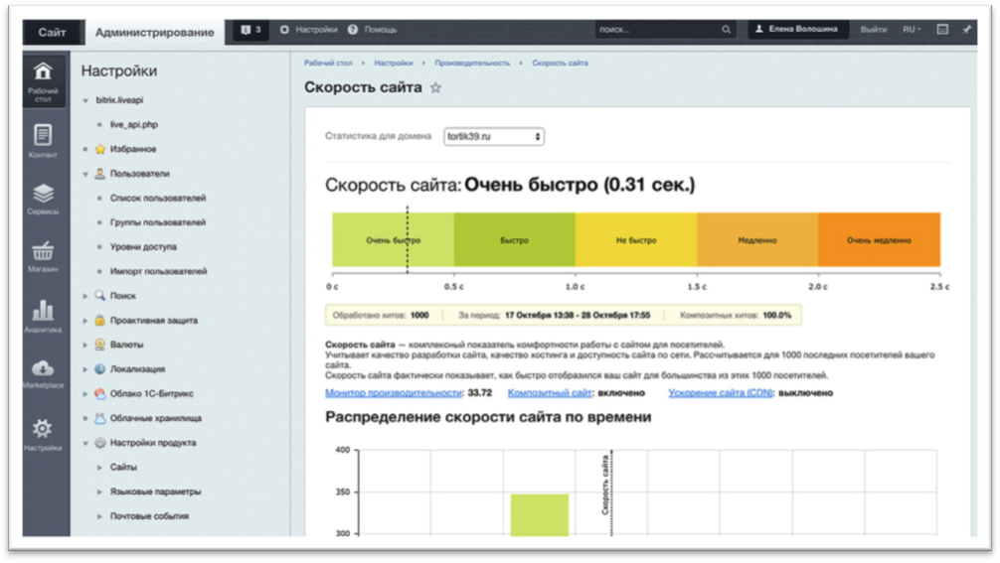 Сайт
Администрирование
3
Настройки
Помощь
поиск...
Елена Волошина
Выйти
RU
Рабочий стол
Контент
Сервисы
Магазин
Аналитика
Marketplace
Настройки
Настройки
bitrix.liveapi
live_api.php
Избранное
Пользователи
Список пользователей
Группы пользователей
Уровни доступа
Импорт пользователей
Поиск
Проактивная защита
Валюты
Локализация
Облако 1С-Битрикс
Облачные хранилища
Настройки продукта
Сайты
Языковые параметры
Почтовые события
Рабочий стол Настройки Производительность Скорость сайта
Скорость сайта
Статистика для домена tortik39.ru
Скорость сайта: Очень быстро (0.31 сек.)
Очень быстро Быстро Не быстро Медленно Очень медленно
0 с 0.5 с 1.0 с 1.5 с 2.0 с 2.5 с
Обработано хитов: 1000 За период: 17 Октября 13:38 - 28 Октября 17:55 Композитных хитов: 100.0%
Скорость сайта — комплексный показатель комфортности работы с сайтом для посетителей.
Учитывает качество разработки сайта, качество хостинга и доступность сайта по сети. Рассчитывается для 1000 последних посетителей вашего
сайта.
Скорость сайта фактически показывает, как быстро отобразился ваш сайт для большинства из этих 1000 посетителей.
Монитор производительности: 33.72 Композитный сайт: включено Ускорение сайта (CDN): выключено
Распределение скорости сайта по времени
400
350
300
Скорость сайта